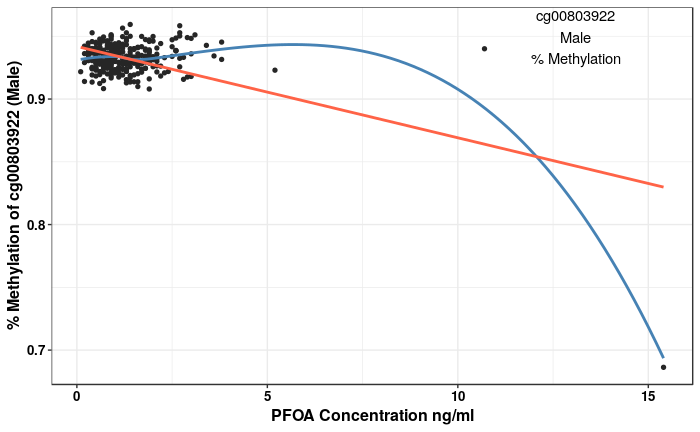 cg00803922
Male
% Methylation
% Methylation of cg00803922 (Male)
0.9
0.8
0.7
0
5
10
15
PFOA Concentration ng/ml